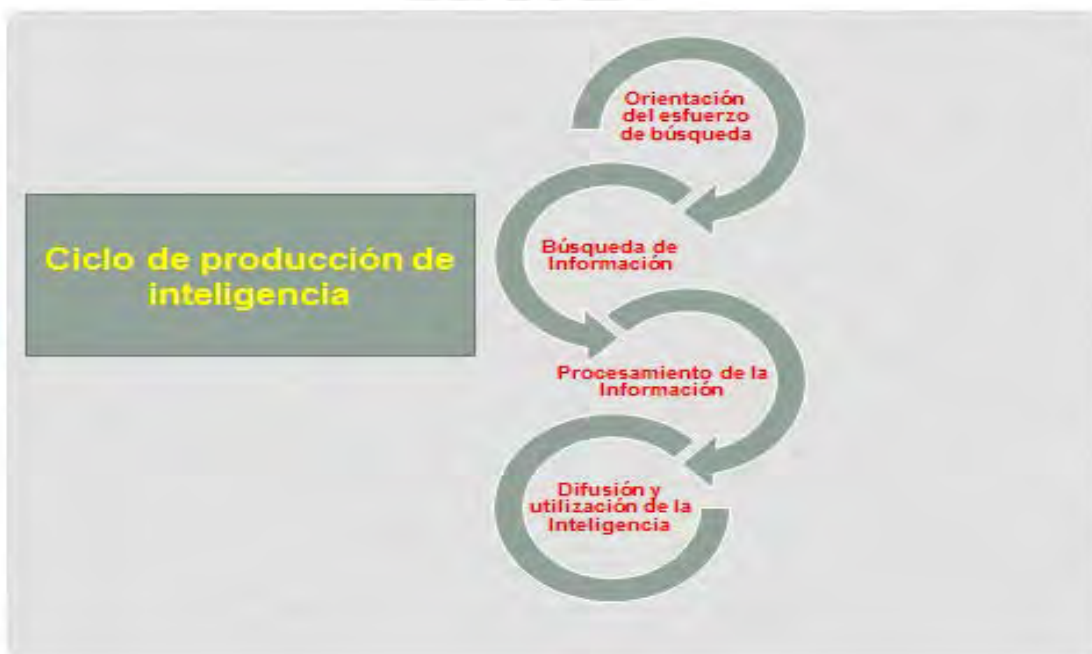 Ciclo de producción de
inteligencia
Orientación
del esfuerzo
de búsqueda
Búsqueda de
Información
Procesamiento de la
Información
Difusión y
utilización de la
Inteligencia